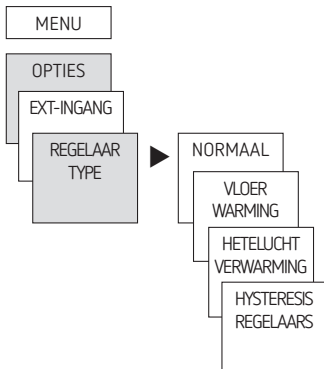 MENU
OPTIES
EXT-INGANG
REGELAAR
TYPE
NORMAAL
VLOER
WARMING
HETELUCHT
VERWARMING
HYSTERESIS
REGELAARS